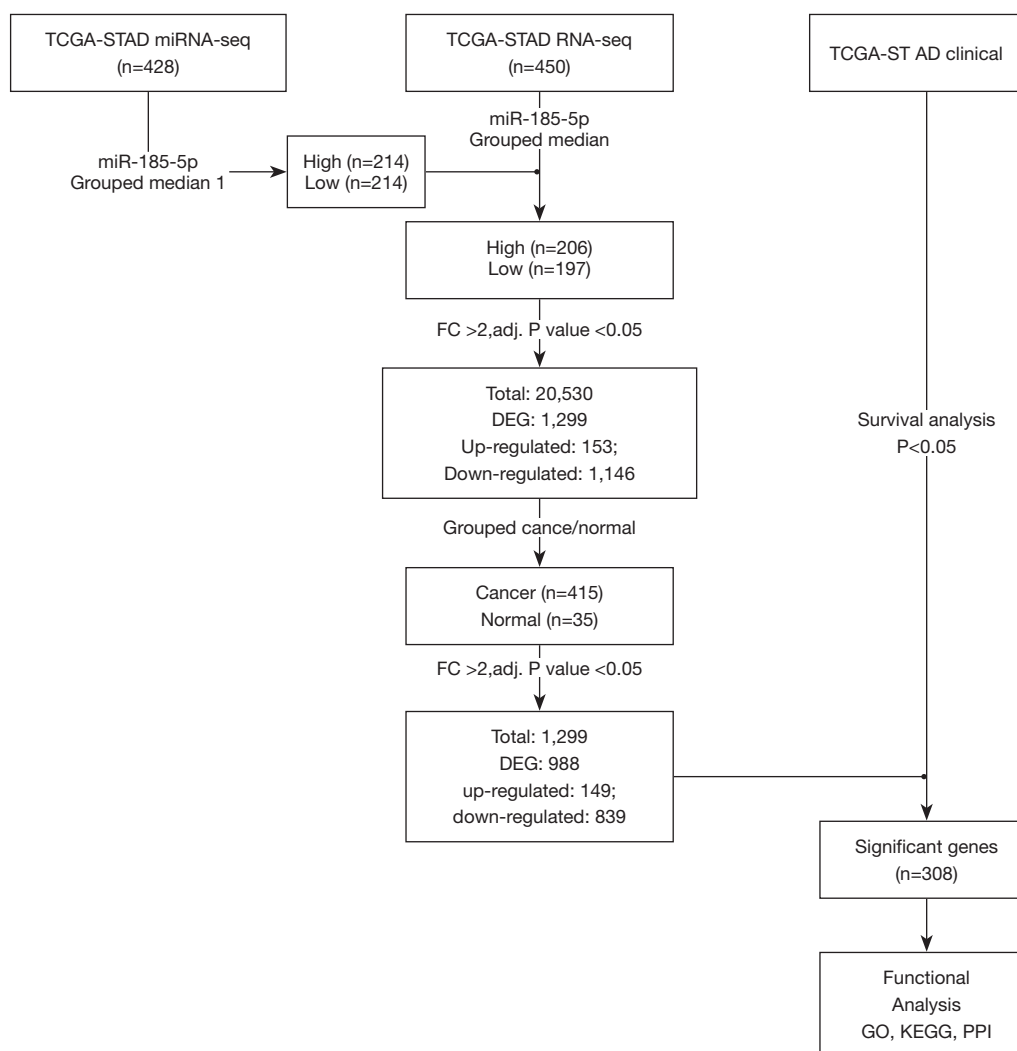 TCGA-STAD miRNA-seq
(n=428)
TCGA-STAD RNA-seq
(n=450)
TCGA-ST AD clinical
miR-185-5p
Grouped median
miR-185-5p
Grouped median 1
High (n=214)
Low (n=214)
High (n=206)
Low (n=197)
FC >2,adj. P value <0.05
Total: 20,530
DEG: 1,299
Up-regulated: 153;
Down-regulated: 1,146
Survival analysis
P<0.05
Grouped cance/normal
Cancer (n=415)
Normal (n=35)
FC >2,adj. P value <0.05
Total: 1,299
DEG: 988
up-regulated: 149;
down-regulated: 839
Significant genes
(n=308)
Functional
Analysis
GO, KEGG, PPI